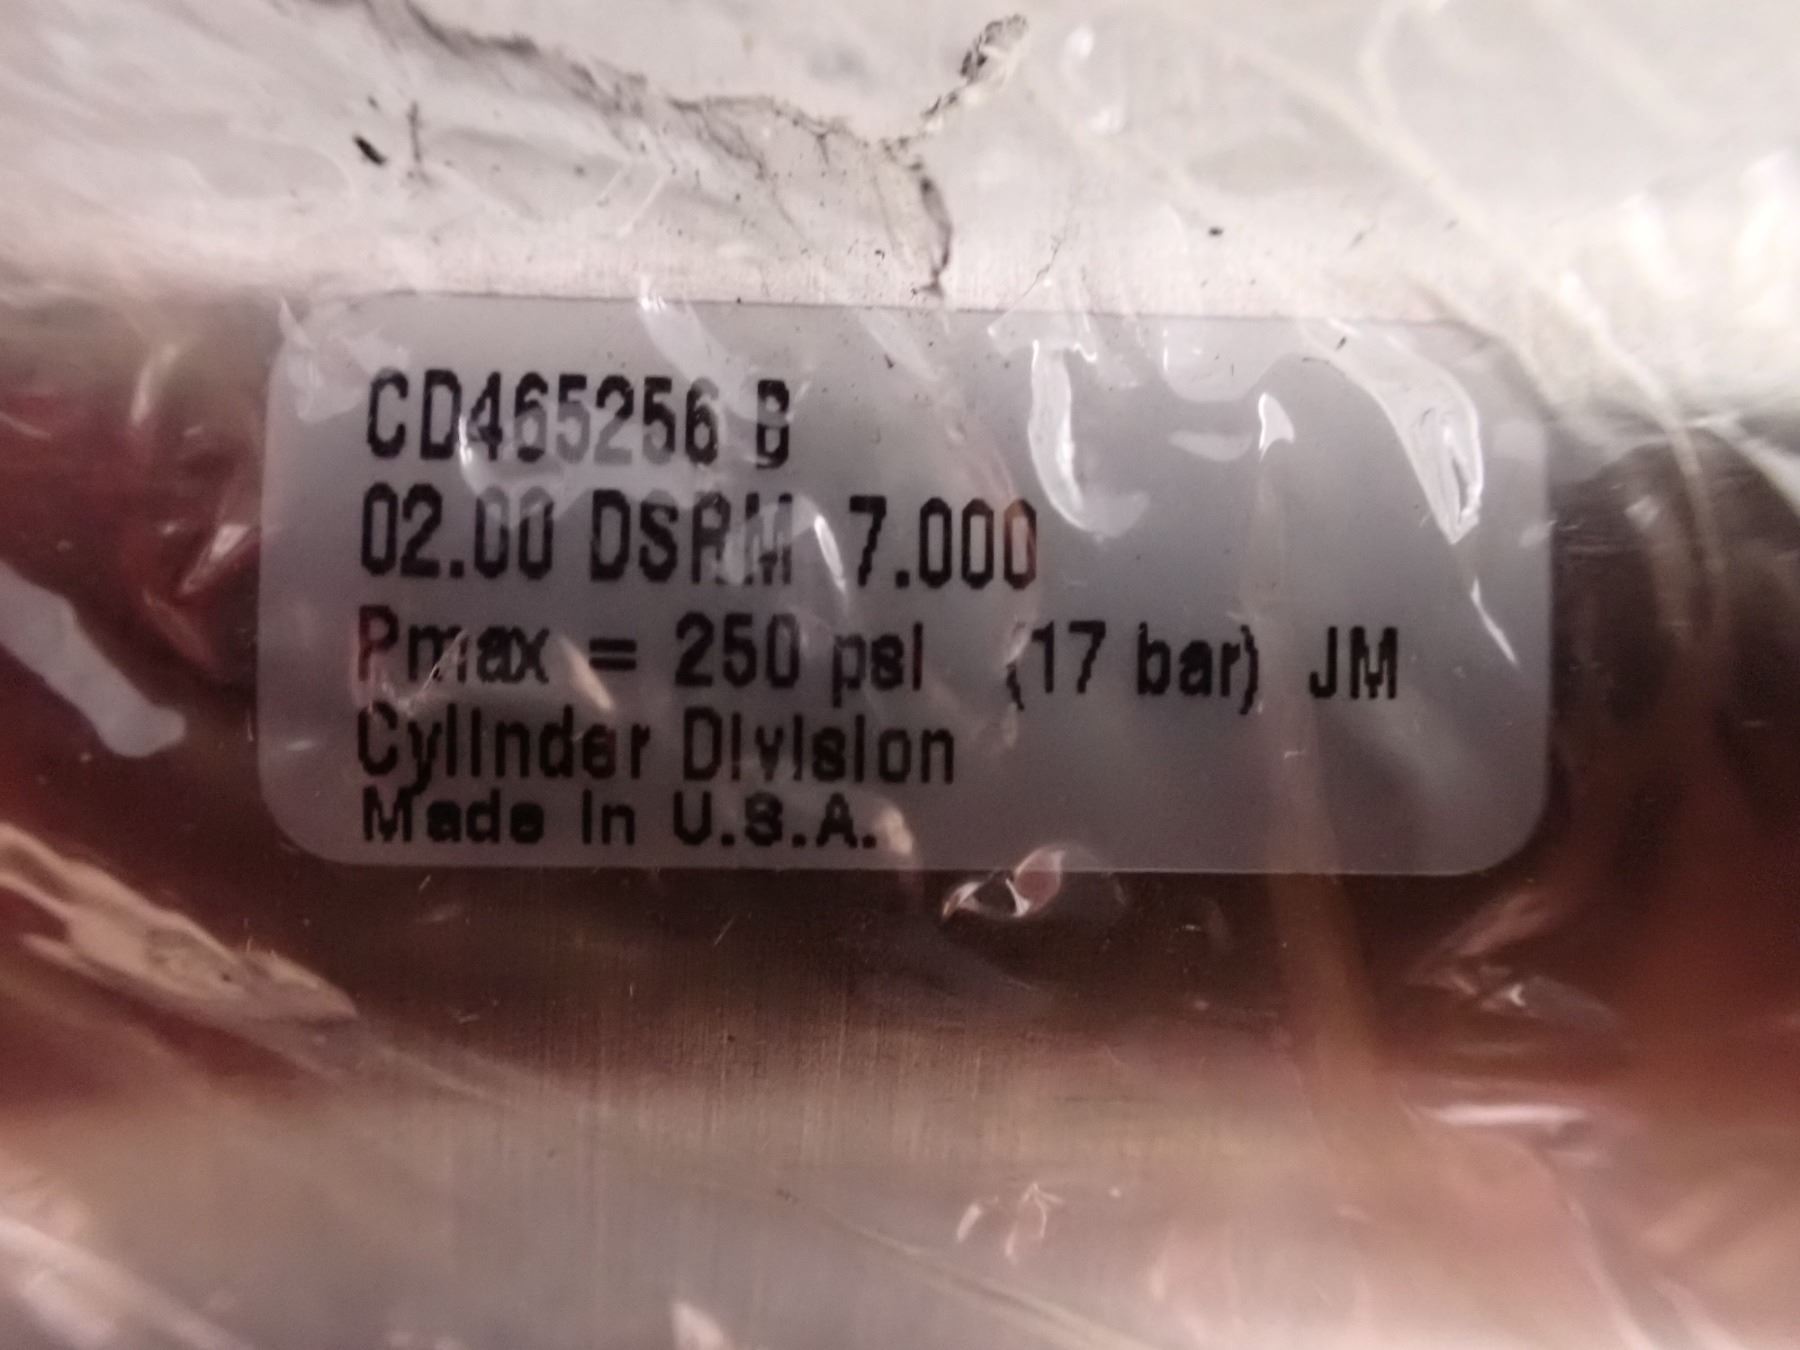 CD465256 B
02.00 DSRM 7.000
Pmax = 250 psi (17 bar) JM
Cylinder Division
Made in U.S.A.